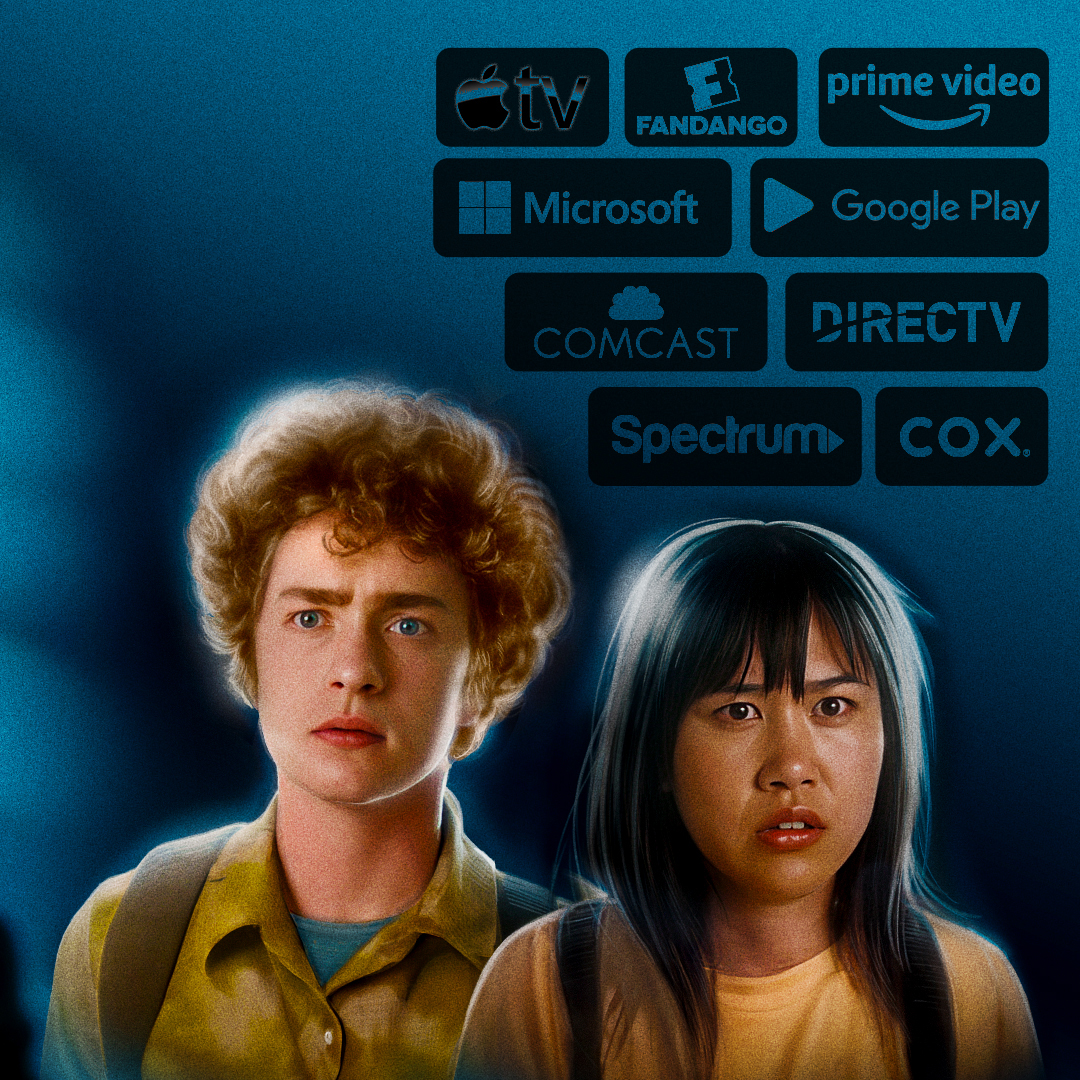 tv
FANDANGO
prime video
Microsoft
Google Play
COMCAST
DIRECTV
Spectrum
COX®